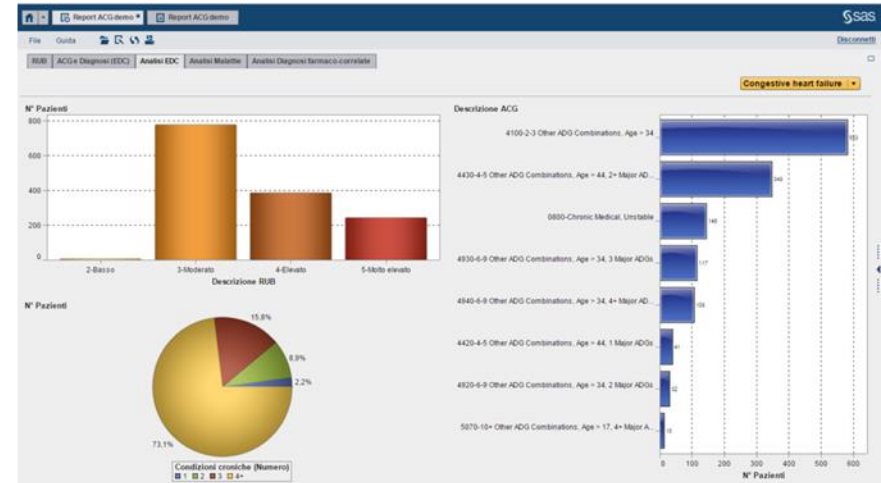 Report ACG demo *
Report ACG demo
sas
File Guida
Disconnetti
RUB ACG e Diagnosi (EDC) Analisi EDC Analisi Malattie Analisi Diagnosi farmaco-correlate
Congestive heart failure
N° Pazienti
800
600
400
200
0
2-Basso 3-Moderato 4-Elevato 5-Molto elevato
Descrizione RUB
N° Pazienti
15,8%
8,9%
2,2%
73,1%
Condizioni croniche (Numero)
1 2 3 4+
Descrizione ACG
4100-2-3 Other ADG Combinations, Age > 34
4430-4-5 Other ADG Combinations, Age > 44, 2+ Major AD...
349
0800-Chronic Medical, Unstable
146
4930-6-9 Other ADG Combinations, Age > 34, 3 Major ADGs
117
4940-6-9 Other ADG Combinations, Age > 34, 4+ Major AD...
4420-4-5 Other ADG Combinations, Age > 44, 1 Major ADGs
41
4920-6-9 Other ADG Combinations, Age > 34, 2 Major ADGs
5070-10+ Other ADG Combinations, Age > 17, 4+ Major A...
0 100 200 300 400 500 600
N° Pazienti